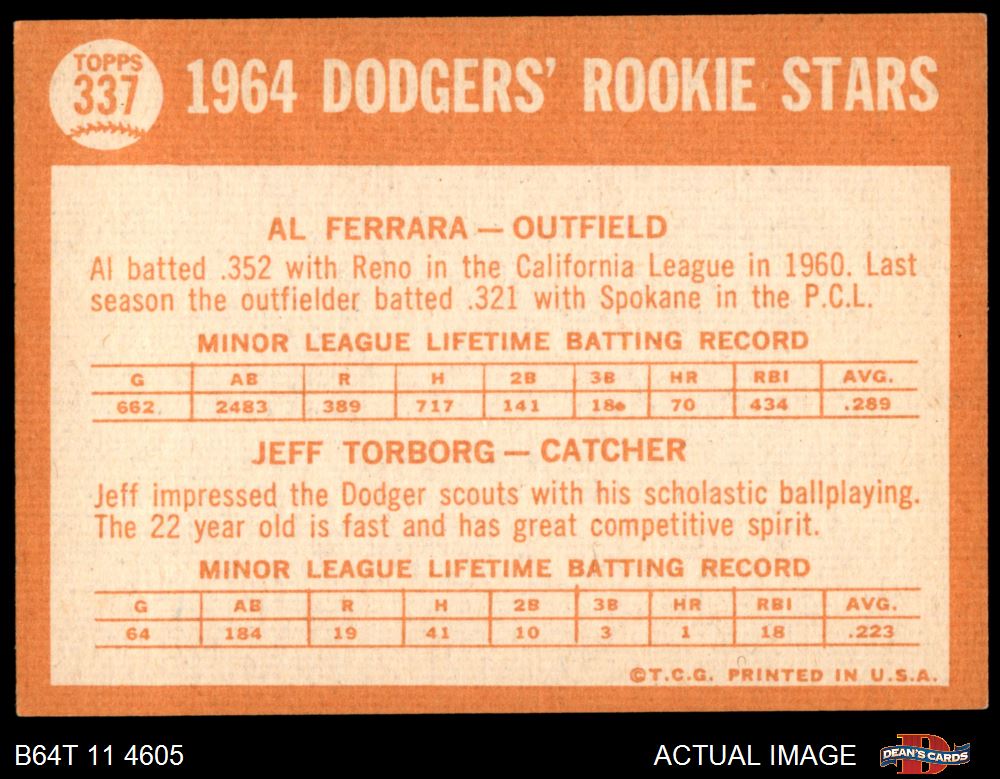 TOPPS
337
1964 DODGERS' ROOKIE STARS
AL FERRARA — OUTFIELD
Al batted .352 with Reno in the California League in 1960. Last
season the outfielder batted .321 with Spokane in the P.C.L.
MINOR LEAGUE LIFETIME BATTING RECORD
G AB R H 2B 3B HR RBI AVG.
662 2483 389 717 141 18 70 434 .289
JEFF TORBORG — CATCHER
Jeff impressed the Dodger scouts with his scholastic ballplaying.
The 22 year old is fast and has great competitive spirit.
MINOR LEAGUE LIFETIME BATTING RECORD
G AB R H 2B 3B HR RBI AVG.
64 184 19 41 10 3 1 18 .223
©T.C.G. PRINTED IN U.S.A.
B64T 11 4605 ACTUAL IMAGE DEAN'S CARDS